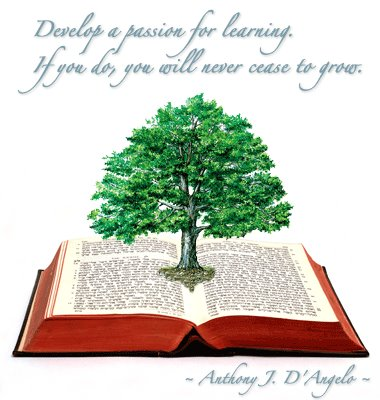 Develop a passion for learning.
If you do, you will never cease to grow.
~ Anthony J. D'Angelo ~